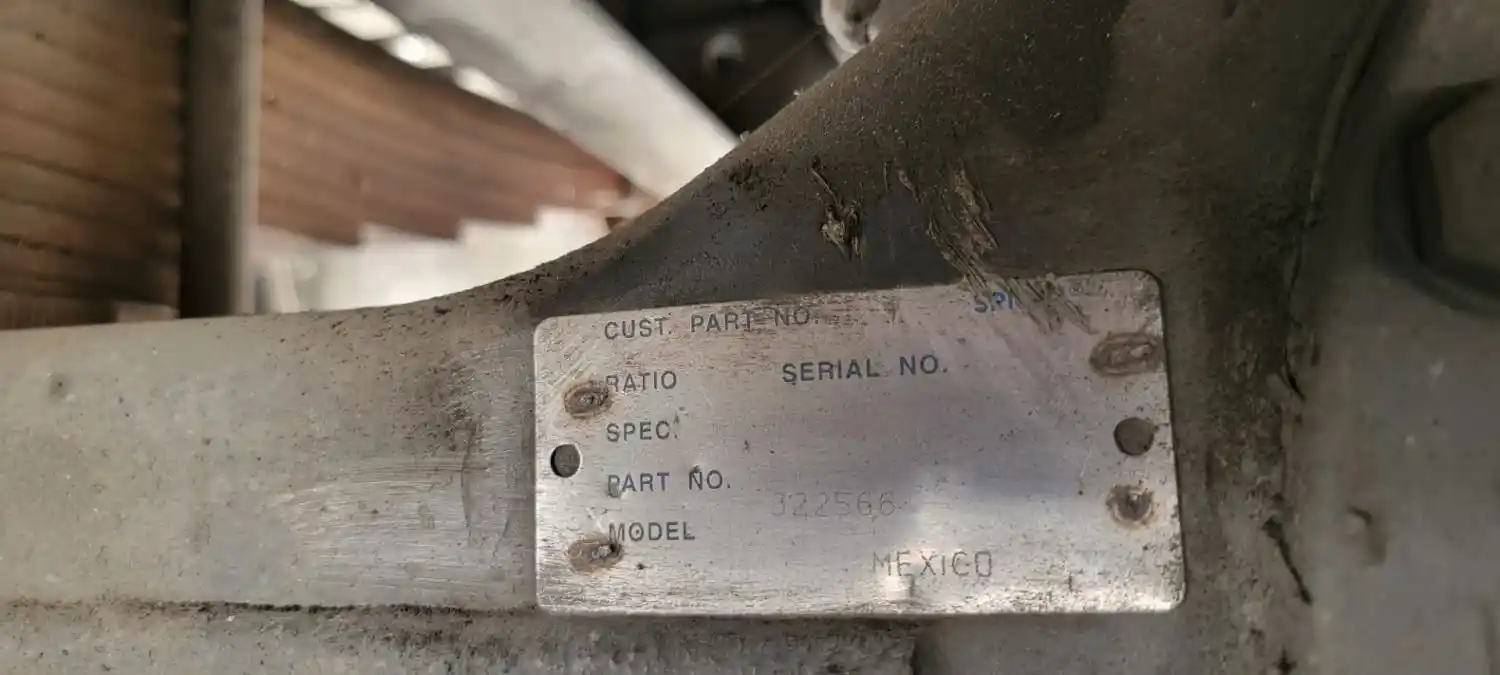 CUST. PART NO.
RATIO SERIAL NO.
SPEC.
PART NO. 322566
MODEL
MEXICO